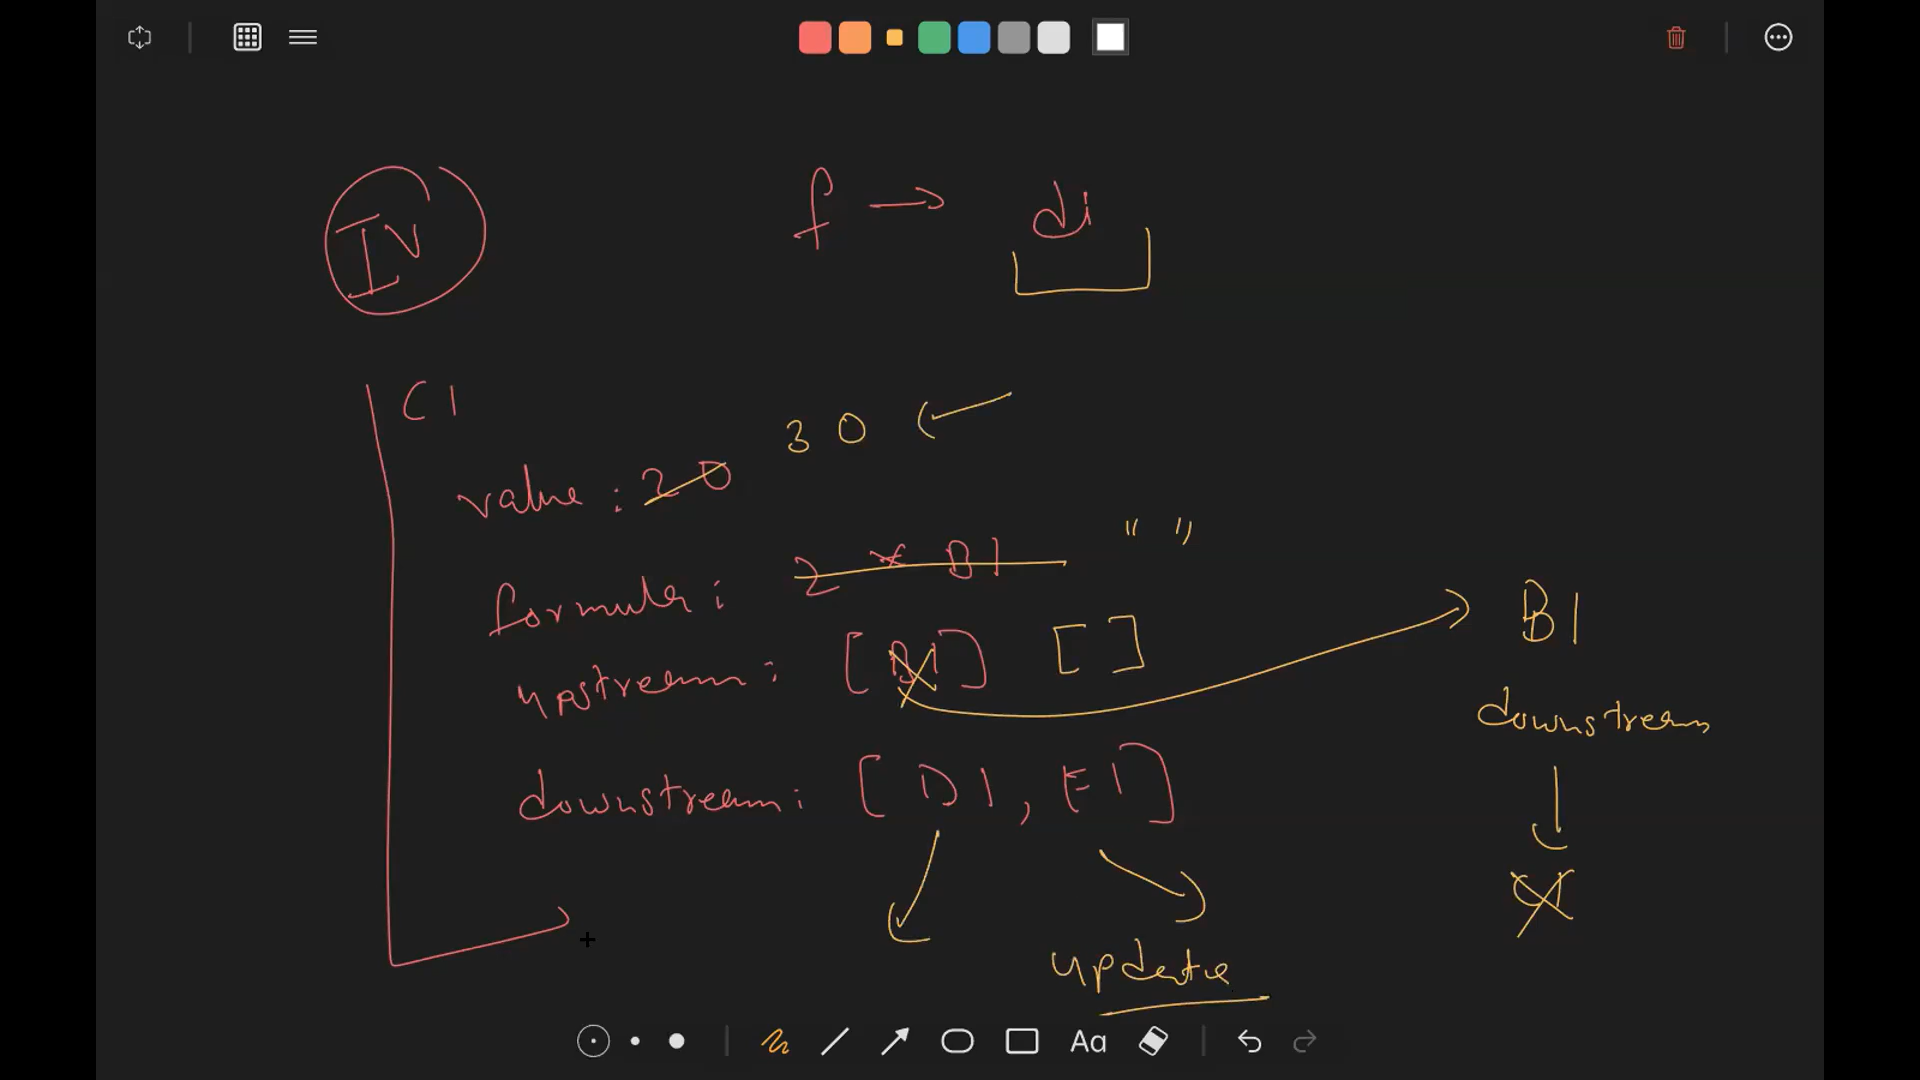 IV
f → di
C1
30 ←
value : 20
formula : 2 * B1 " "
upstream : [B1] [ ]
B1
downstream
downstream : [D1, E1]
C1
update
Aa